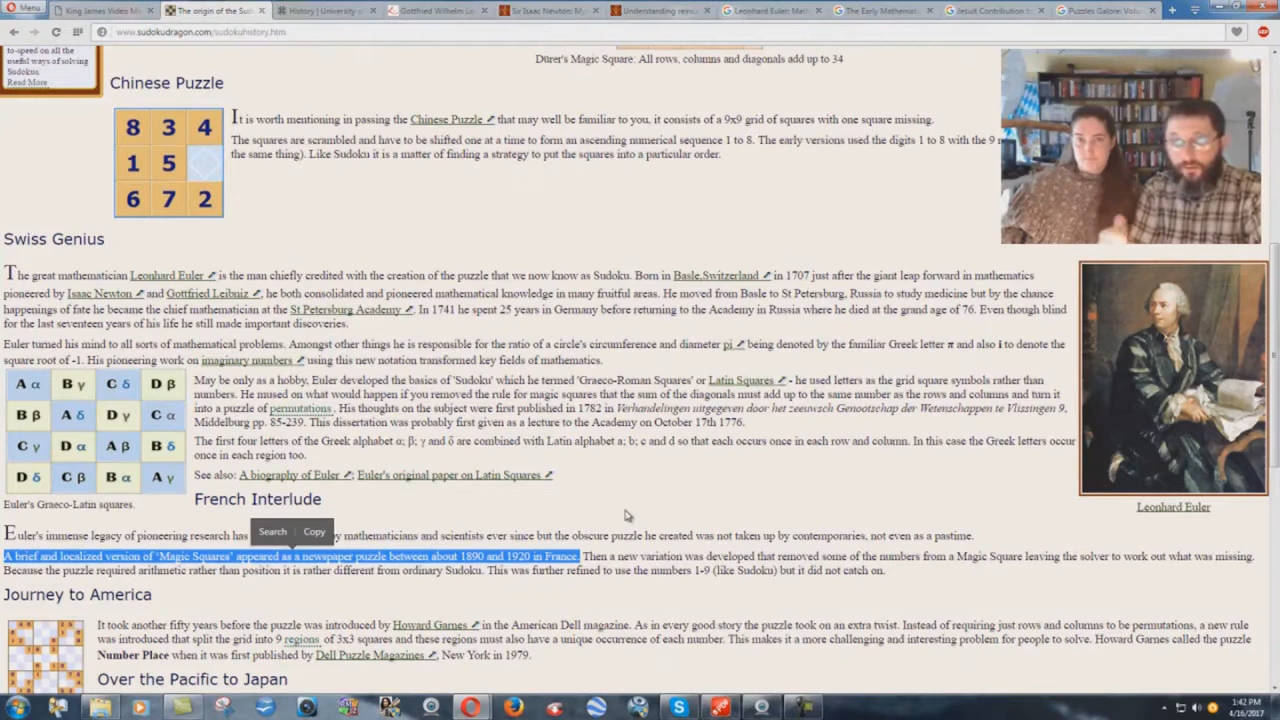 Menu
King James Video M
The origin of the Sud
History | University o
Gottfried Wilhelm Le
Sir Isaac Newton: My
Understanding reinc
Leonhard Euler: Math
The Early Mathemat
Jesuit Contribution t
Puzzles Galore: Volu
www.sudokudragon.com/sudokuhistory.htm
to-speed on all the
useful ways of solving
Sudokus.
Read More
Dürer's Magic Square: All rows, columns and diagonals add up to 34
Chinese Puzzle
8 3 4
1 5
6 7 2
It is worth mentioning in passing the Chinese Puzzle that may well be familiar to you, it consists of a 9x9 grid of squares with one square missing.
The squares are scrambled and have to be shifted one at a time to form an ascending numerical sequence 1 to 8. The early versions used the digits 1 to 8 with the 9
the same thing). Like Sudoku it is a matter of finding a strategy to put the squares into a particular order.
Swiss Genius
The great mathematician Leonhard Euler is the man chiefly credited with the creation of the puzzle that we now know as Sudoku. Born in Basle,Switzerland in 1707 just after the giant leap forward in mathematics
pioneered by Isaac Newton and Gottfried Leibniz, he both consolidated and pioneered mathematical knowledge in many fruitful areas. He moved from Basle to St Petersburg, Russia to study medicine but by the chance
happenings of fate he became the chief mathematician at the St Petersburg Academy. In 1741 he spent 25 years in Germany before returning to the Academy in Russia where he died at the grand age of 76. Even though blind
for the last seventeen years of his life he still made important discoveries.
Euler turned his mind to all sorts of mathematical problems. Amongst other things he is responsible for the ratio of a circle's circumference and diameter pi being denoted by the familiar Greek letter π and also i to denote the
square root of -1. His pioneering work on imaginary numbers using this new notation transformed key fields of mathematics.
A α B γ C δ D β
B β A δ D γ C α
C γ D α A β B δ
D δ C β B α A γ
Euler's Graeco-Latin squares.
May be only as a hobby, Euler developed the basics of 'Sudoku' which he termed 'Graeco-Roman Squares' or Latin Squares - he used letters as the grid square symbols rather than
numbers. He mused on what would happen if you removed the rule for magic squares that the sum of the diagonals must add up to the same number as the rows and columns and turn it
into a puzzle of permutations. His thoughts on the subject were first published in 1782 in Verhandelingen uitgegeven door het zeeuwsch Genootschap der Wetenschappen te Vlissingen 9,
Middelburg pp. 85-239. This dissertation was probably first given as a lecture to the Academy on October 17th 1776.
The first four letters of the Greek alphabet α; β; γ and δ are combined with Latin alphabet a; b; c and d so that each occurs once in each row and column. In this case the Greek letters occur
once in each region too.
See also: A biography of Euler; Euler's original paper on Latin Squares
Leonhard Euler
French Interlude
Search Copy
Euler's immense legacy of pioneering research has by mathematicians and scientists ever since but the obscure puzzle he created was not taken up by contemporaries, not even as a pastime.
A brief and localized version of 'Magic Squares' appeared as a newspaper puzzle between about 1890 and 1920 in France. Then a new variation was developed that removed some of the numbers from a Magic Square leaving the solver to work out what was missing.
Because the puzzle required arithmetic rather than position it is rather different from ordinary Sudoku. This was further refined to use the numbers 1-9 (like Sudoku) but it did not catch on.
Journey to America
It took another fifty years before the puzzle was introduced by Howard Garnes in the American Dell magazine. As in every good story the puzzle took on an extra twist. Instead of requiring just rows and columns to be permutations, a new rule
was introduced that split the grid into 9 regions of 3x3 squares and these regions must also have a unique occurrence of each number. This makes it a more challenging and interesting problem for people to solve. Howard Garnes called the puzzle
Number Place when it was first published by Dell Puzzle Magazines, New York in 1979.
Over the Pacific to Japan
1:42 PM
4/16/2017